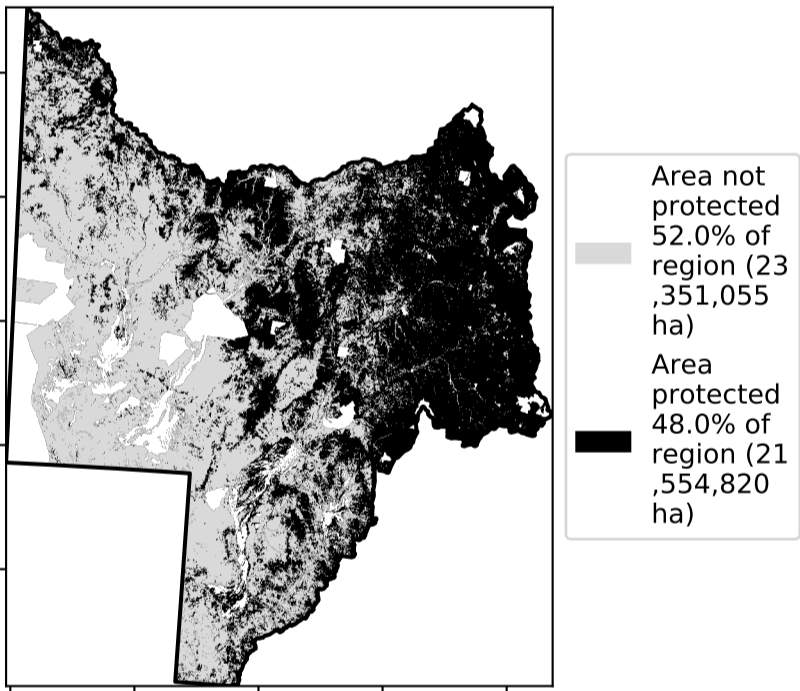 Area not
protected
52.0% of
region (23
,351,055
ha)
Area
protected
48.0% of
region (21
,554,820
ha)